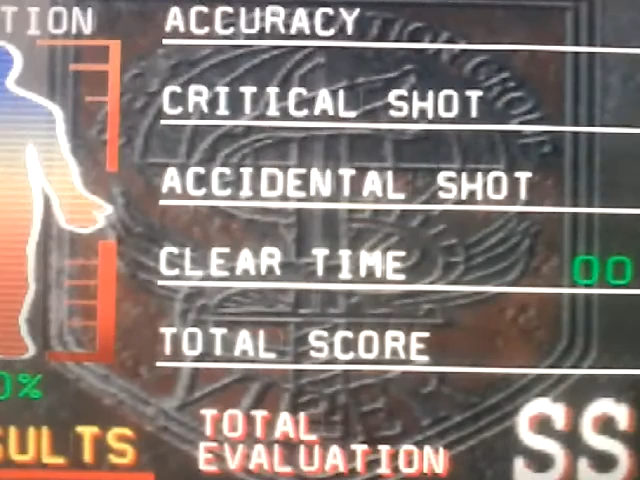 TION
ACCURACY
CRITICAL SHOT
ACCIDENTAL SHOT
CLEAR TIME 00
TOTAL SCORE
0%
SULTS
TOTAL
EVALUATION
SS